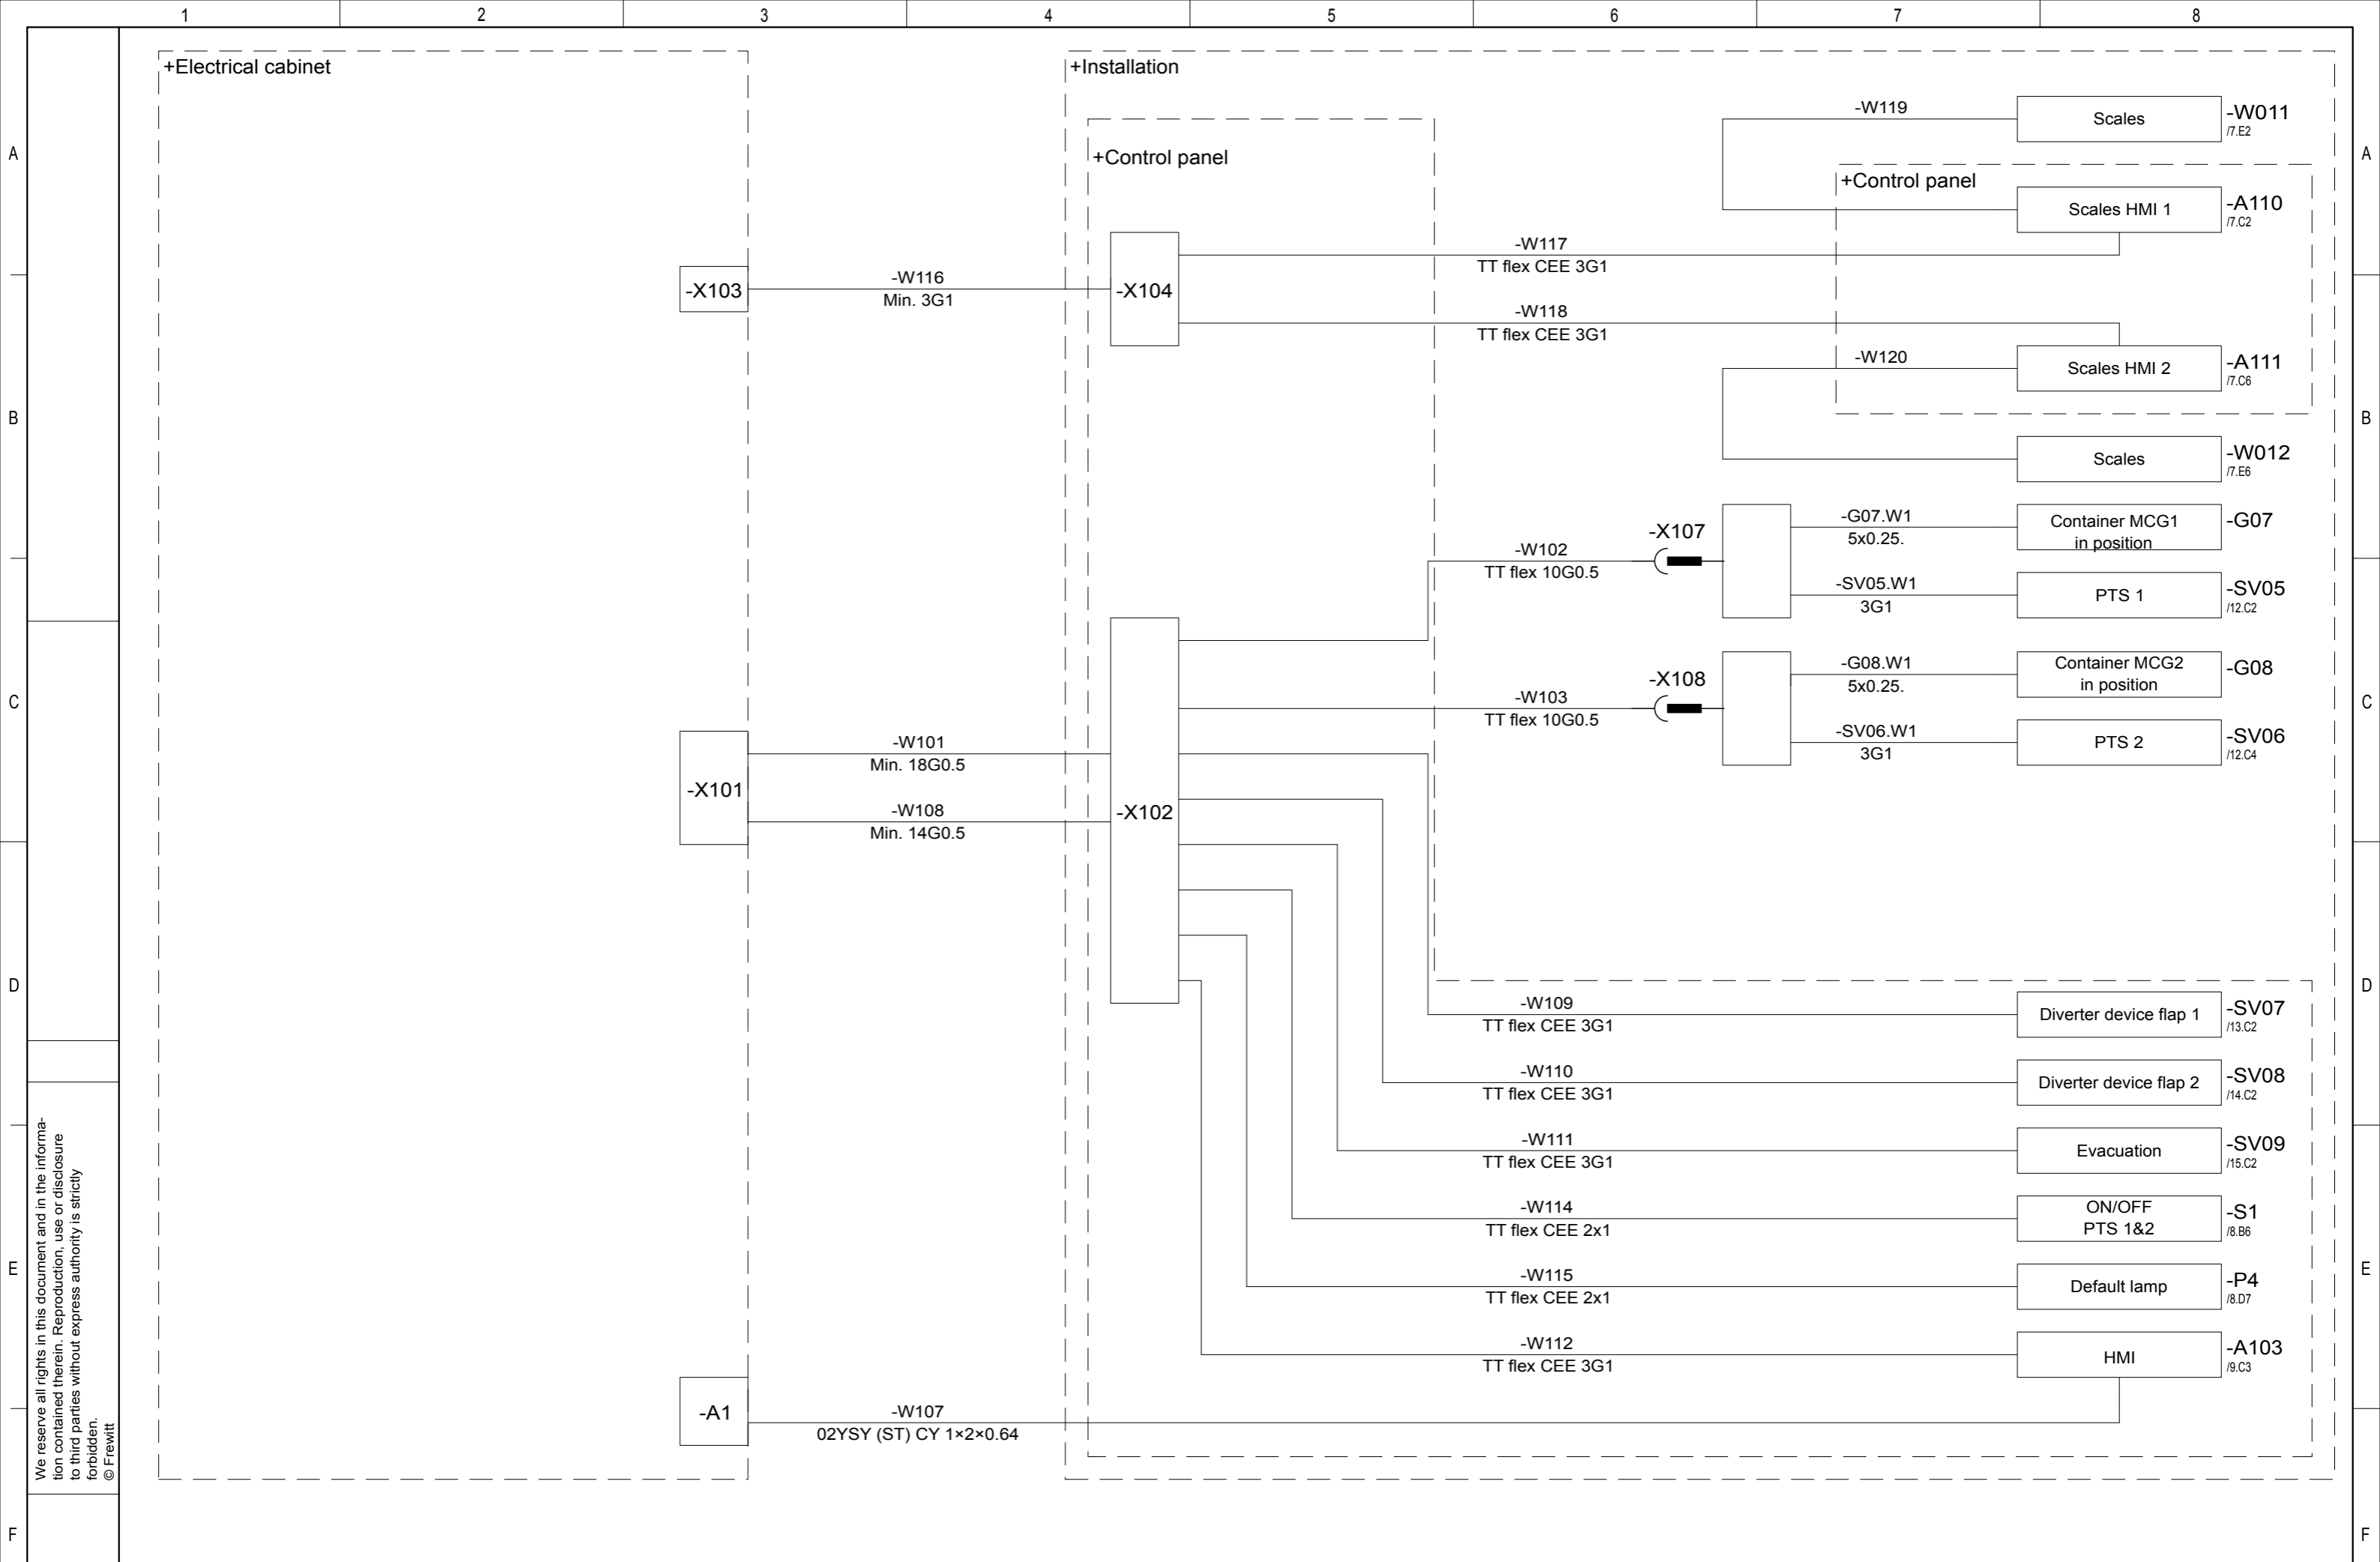 1 2 3 4 5 6 7 8
A
B
C
D
E
F
+Electrical cabinet
-X103
-W116
Min. 3G1
-X101
-W101
Min. 18G0.5
-W108
Min. 14G0.5
-A1
-W107
02YSY (ST) CY 1×2×0.64
+Installation
+Control panel
-X104
-W117
TT flex CEE 3G1
-W118
TT flex CEE 3G1
-X102
-W102
TT flex 10G0.5
-X107
-W103
TT flex 10G0.5
-X108
-W119
Scales
-W011
/7.E2
+Control panel
Scales HMI 1
-A110
/7.C2
-W120
Scales HMI 2
-A111
/7.C6
Scales
-W012
/7.E6
-G07.W1
5x0.25.
Container MCG1
in position
-G07
-SV05.W1
3G1
PTS 1
-SV05
/12.C2
-G08.W1
5x0.25.
Container MCG2
in position
-G08
-SV06.W1
3G1
PTS 2
-SV06
/12.C4
-W109
TT flex CEE 3G1
Diverter device flap 1
-SV07
/13.C2
-W110
TT flex CEE 3G1
Diverter device flap 2
-SV08
/14.C2
-W111
TT flex CEE 3G1
Evacuation
-SV09
/15.C2
-W114
TT flex CEE 2x1
ON/OFF
PTS 1&2
-S1
/8.B6
-W115
TT flex CEE 2x1
Default lamp
-P4
/8.D7
-W112
TT flex CEE 3G1
HMI
-A103
/9.C3
A
B
C
D
E
F
We reserve all rights in this document and in the informa-
tion contained therein. Reproduction, use or disclosure
to third parties without express authority is strictly
forbidden.
© Frewitt